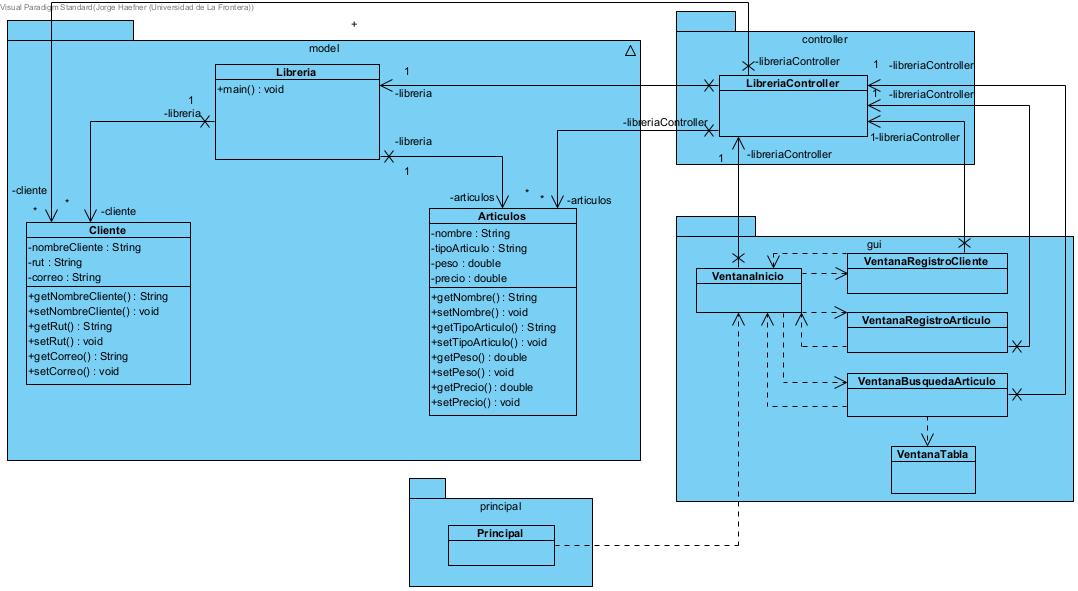 Visual Paradigm Standard(Jorge Haefner (Universidad de La Frontera))
+
model
Libreria
+main() : void
1
-libreria
1
-libreria
-libreria
1
-cliente
*
*
-cliente
Cliente
-nombreCliente : String
-rut : String
-correo : String
+getNombreCliente() : String
+setNombreCliente() : void
+getRut() : String
+setRut() : void
+getCorreo() : String
+setCorreo() : void
-articulos
*
*
-articulos
Articulos
-nombre : String
-tipoArticulo : String
-peso : double
-precio : double
+getNombre() : String
+setNombre() : void
+getTipoArticulo() : String
+setTipoArticulo() : void
+getPeso() : double
+setPeso() : void
+getPrecio() : double
+setPrecio() : void
controller
-libreriaController
1
-libreriaController
LibreriaController
1
-libreriaController
-libreriaController
1
-libreriaController
1
-libreriaController
gui
VentanaInicio
VentanaRegistroCliente
VentanaRegistroArticulo
VentanaBusquedaArticulo
VentanaTabla
principal
Principal